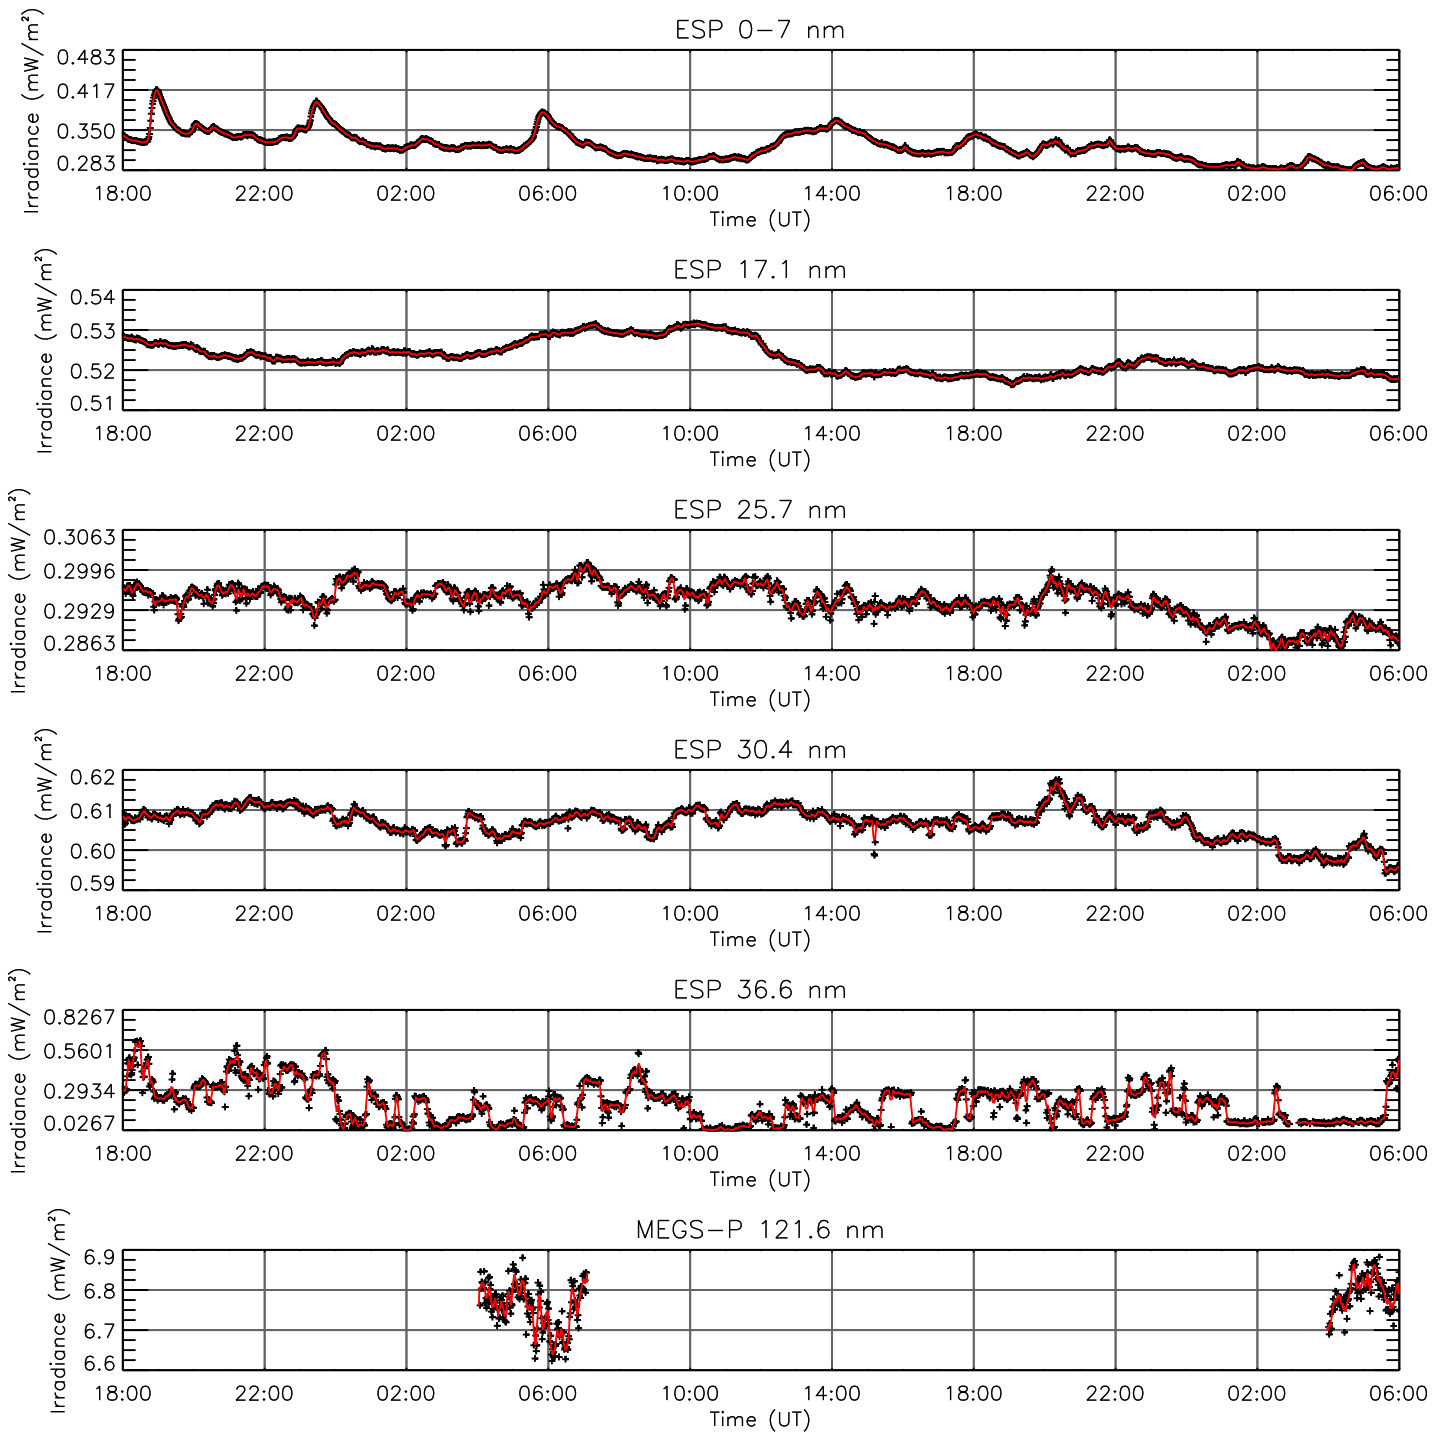 ESP 0-7 nm
Irradiance (mW/m²)
0.483
0.417
0.350
0.283
18:00 22:00 02:00 06:00 10:00 14:00 18:00 22:00 02:00 06:00
Time (UT)
ESP 17.1 nm
Irradiance (mW/m²)
0.54
0.53
0.52
0.51
18:00 22:00 02:00 06:00 10:00 14:00 18:00 22:00 02:00 06:00
Time (UT)
ESP 25.7 nm
Irradiance (mW/m²)
0.3063
0.2996
0.2929
0.2863
18:00 22:00 02:00 06:00 10:00 14:00 18:00 22:00 02:00 06:00
Time (UT)
ESP 30.4 nm
Irradiance (mW/m²)
0.62
0.61
0.60
0.59
18:00 22:00 02:00 06:00 10:00 14:00 18:00 22:00 02:00 06:00
Time (UT)
ESP 36.6 nm
Irradiance (mW/m²)
0.8267
0.5601
0.2934
0.0267
18:00 22:00 02:00 06:00 10:00 14:00 18:00 22:00 02:00 06:00
Time (UT)
MEGS-P 121.6 nm
Irradiance (mW/m²)
6.9
6.8
6.7
6.6
18:00 22:00 02:00 06:00 10:00 14:00 18:00 22:00 02:00 06:00
Time (UT)